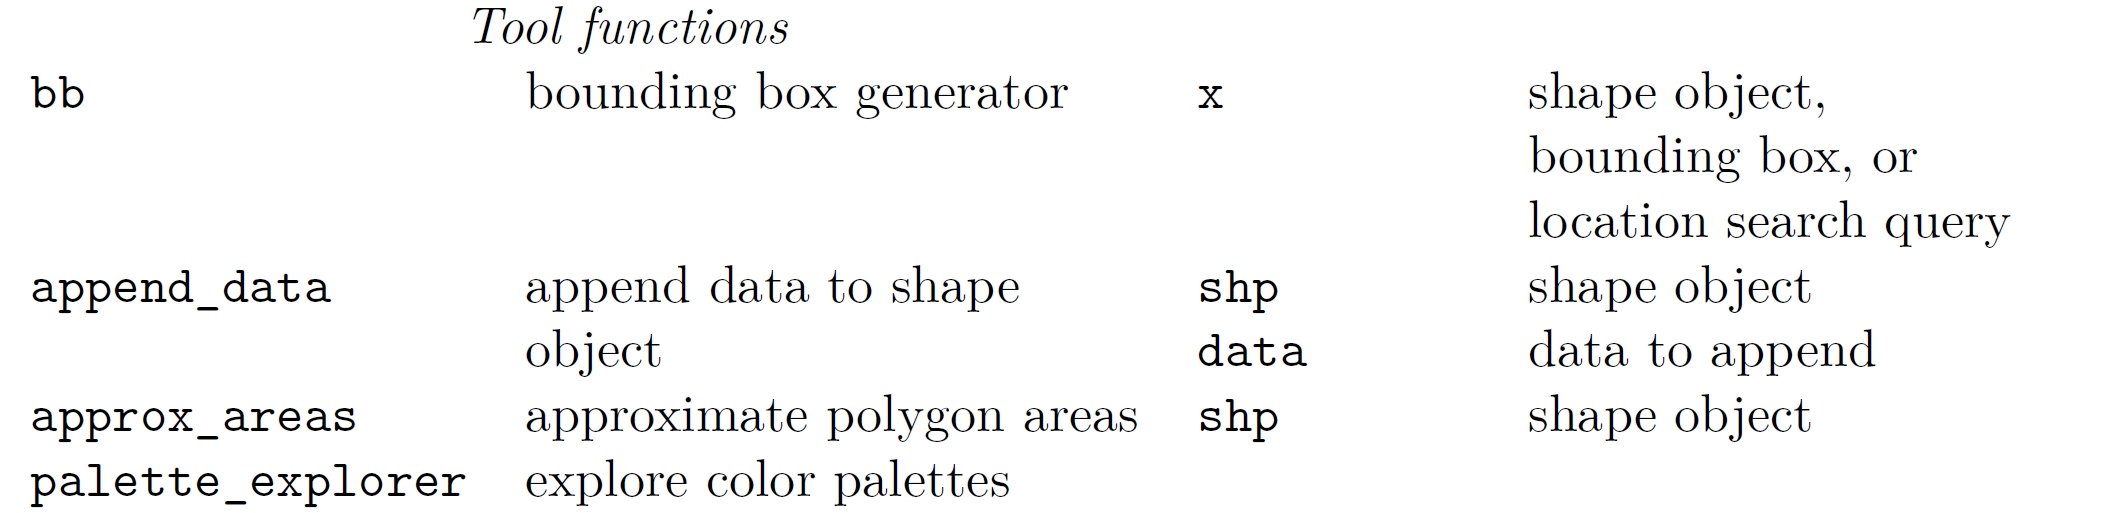 Tool functions
bb bounding box generator x shape object,
bounding box, or
location search query
append_data append data to shape shp shape object
object data data to append
approx_areas approximate polygon areas shp shape object
palette_explorer explore color palettes